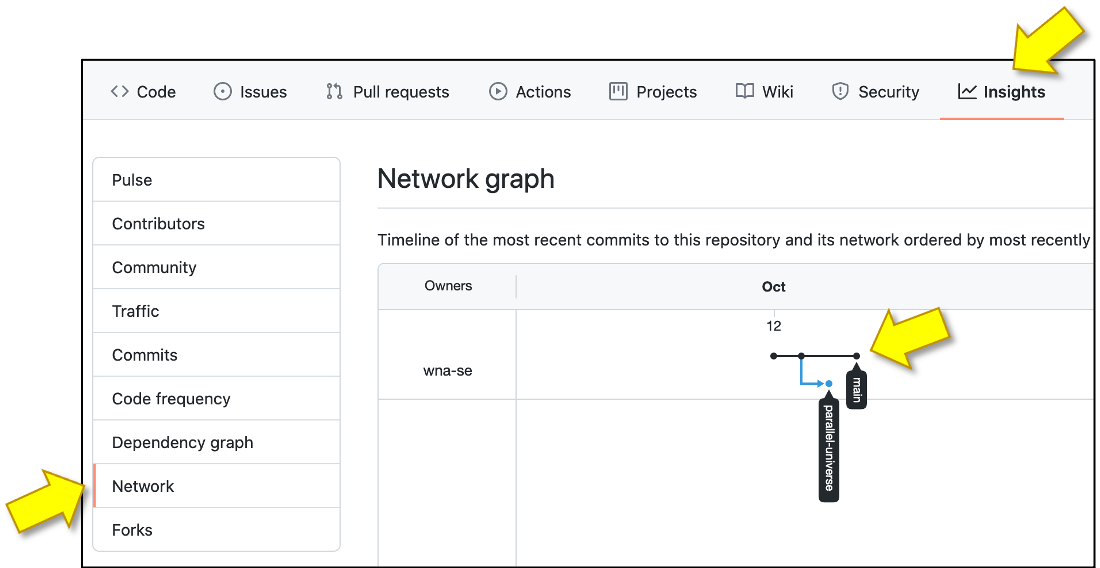 Code Issues Pull requests Actions Projects Wiki Security Insights
Pulse
Contributors
Community
Traffic
Commits
Code frequency
Dependency graph
Network
Forks
Network graph
Timeline of the most recent commits to this repository and its network ordered by most recently
Owners Oct
12
wna-se
main
parallel-universe